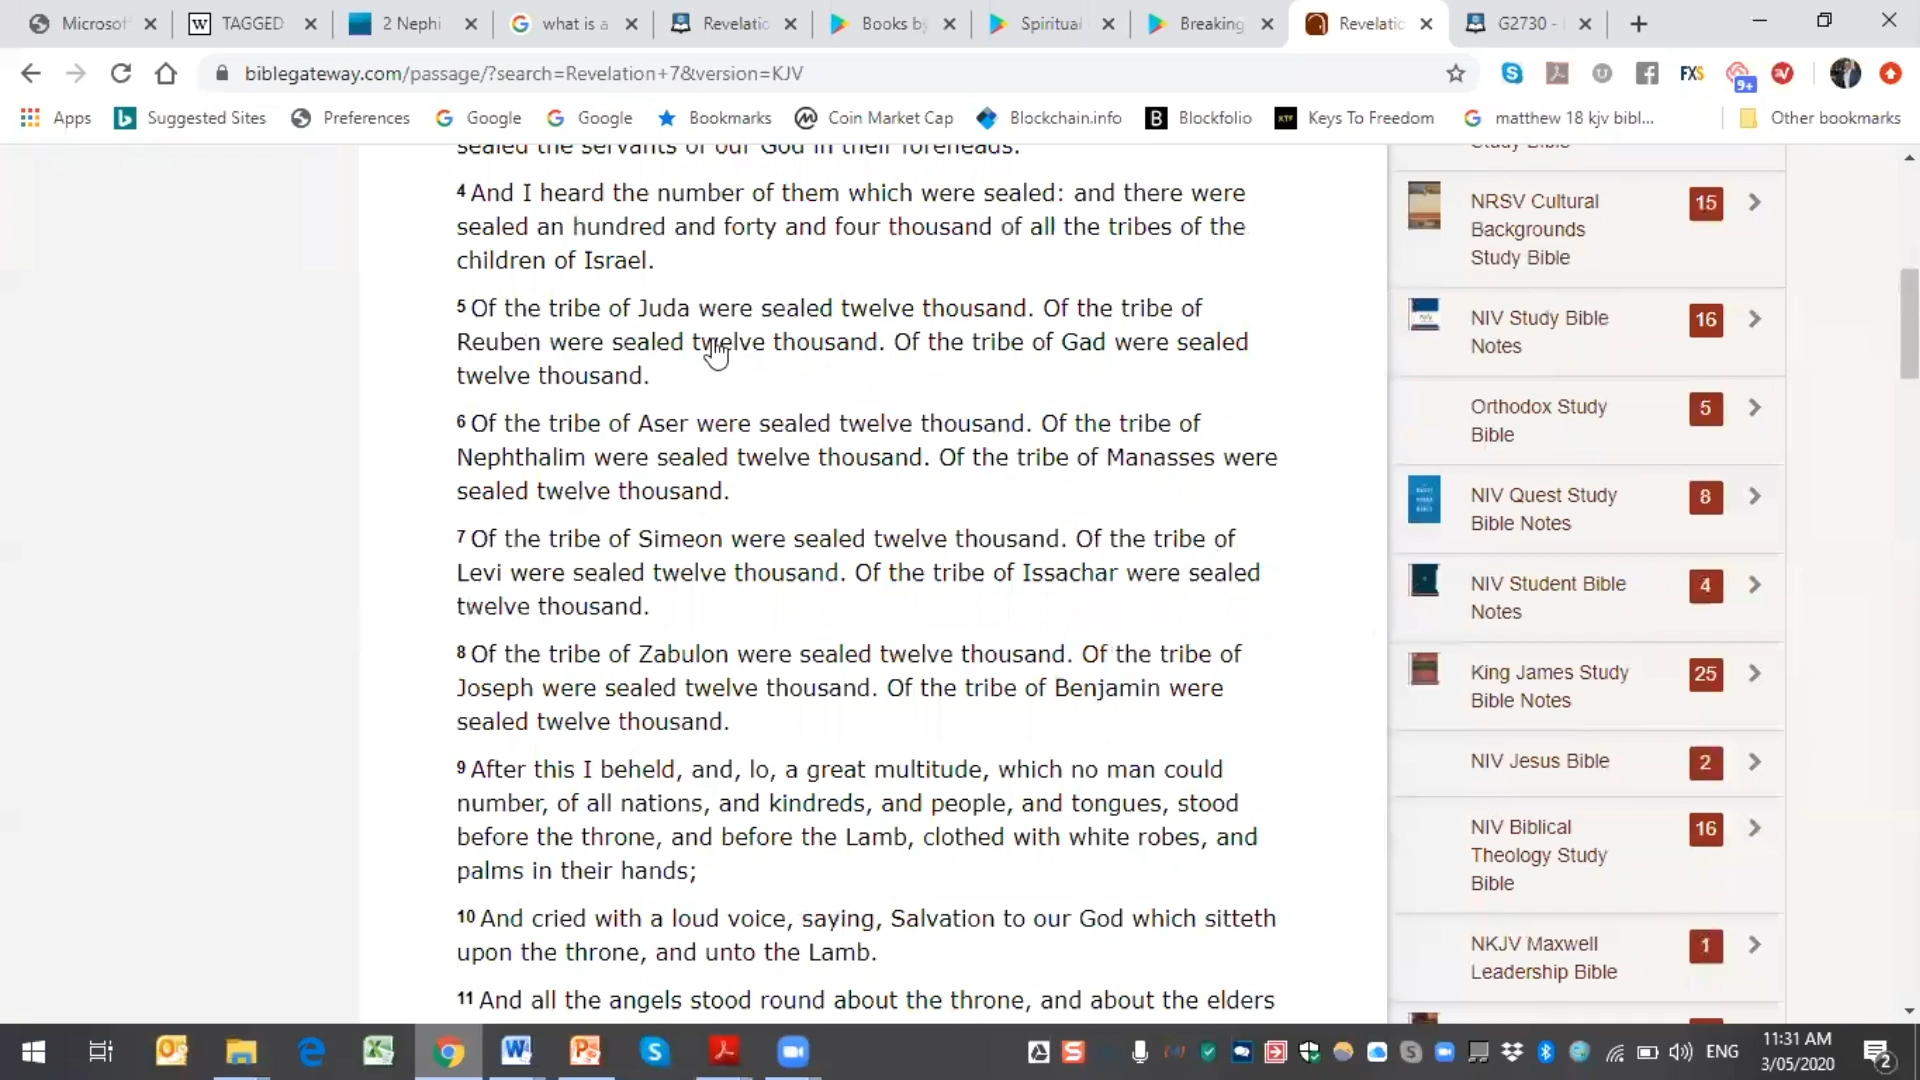 Microsof
TAGGED
2 Nephi
what is a
Revelatio
Books by
Spiritual
Breaking
Revelatio
G2730 -
biblegateway.com/passage/?search=Revelation+7&version=KJV
FXS
9+
Apps
Suggested Sites
Preferences
Google
Google
Bookmarks
Coin Market Cap
Blockchain.info
Blockfolio
Keys To Freedom
matthew 18 kjv bibl...
Other bookmarks
sealed the servants of our God in their foreheads.
4 And I heard the number of them which were sealed: and there were
sealed an hundred and forty and four thousand of all the tribes of the
children of Israel.
5 Of the tribe of Juda were sealed twelve thousand. Of the tribe of
Reuben were sealed twelve thousand. Of the tribe of Gad were sealed
twelve thousand.
6 Of the tribe of Aser were sealed twelve thousand. Of the tribe of
Nephthalim were sealed twelve thousand. Of the tribe of Manasses were
sealed twelve thousand.
7 Of the tribe of Simeon were sealed twelve thousand. Of the tribe of
Levi were sealed twelve thousand. Of the tribe of Issachar were sealed
twelve thousand.
8 Of the tribe of Zabulon were sealed twelve thousand. Of the tribe of
Joseph were sealed twelve thousand. Of the tribe of Benjamin were
sealed twelve thousand.
9 After this I beheld, and, lo, a great multitude, which no man could
number, of all nations, and kindreds, and people, and tongues, stood
before the throne, and before the Lamb, clothed with white robes, and
palms in their hands;
10 And cried with a loud voice, saying, Salvation to our God which sitteth
upon the throne, and unto the Lamb.
11 And all the angels stood round about the throne, and about the elders
Study Bible
NRSV Cultural
Backgrounds
Study Bible
15
NIV Study Bible
Notes
16
Orthodox Study
Bible
5
NIV Quest Study
Bible Notes
8
NIV Student Bible
Notes
4
King James Study
Bible Notes
25
NIV Jesus Bible
2
NIV Biblical
Theology Study
Bible
16
NKJV Maxwell
Leadership Bible
1
ENG
11:31 AM
3/05/2020
2